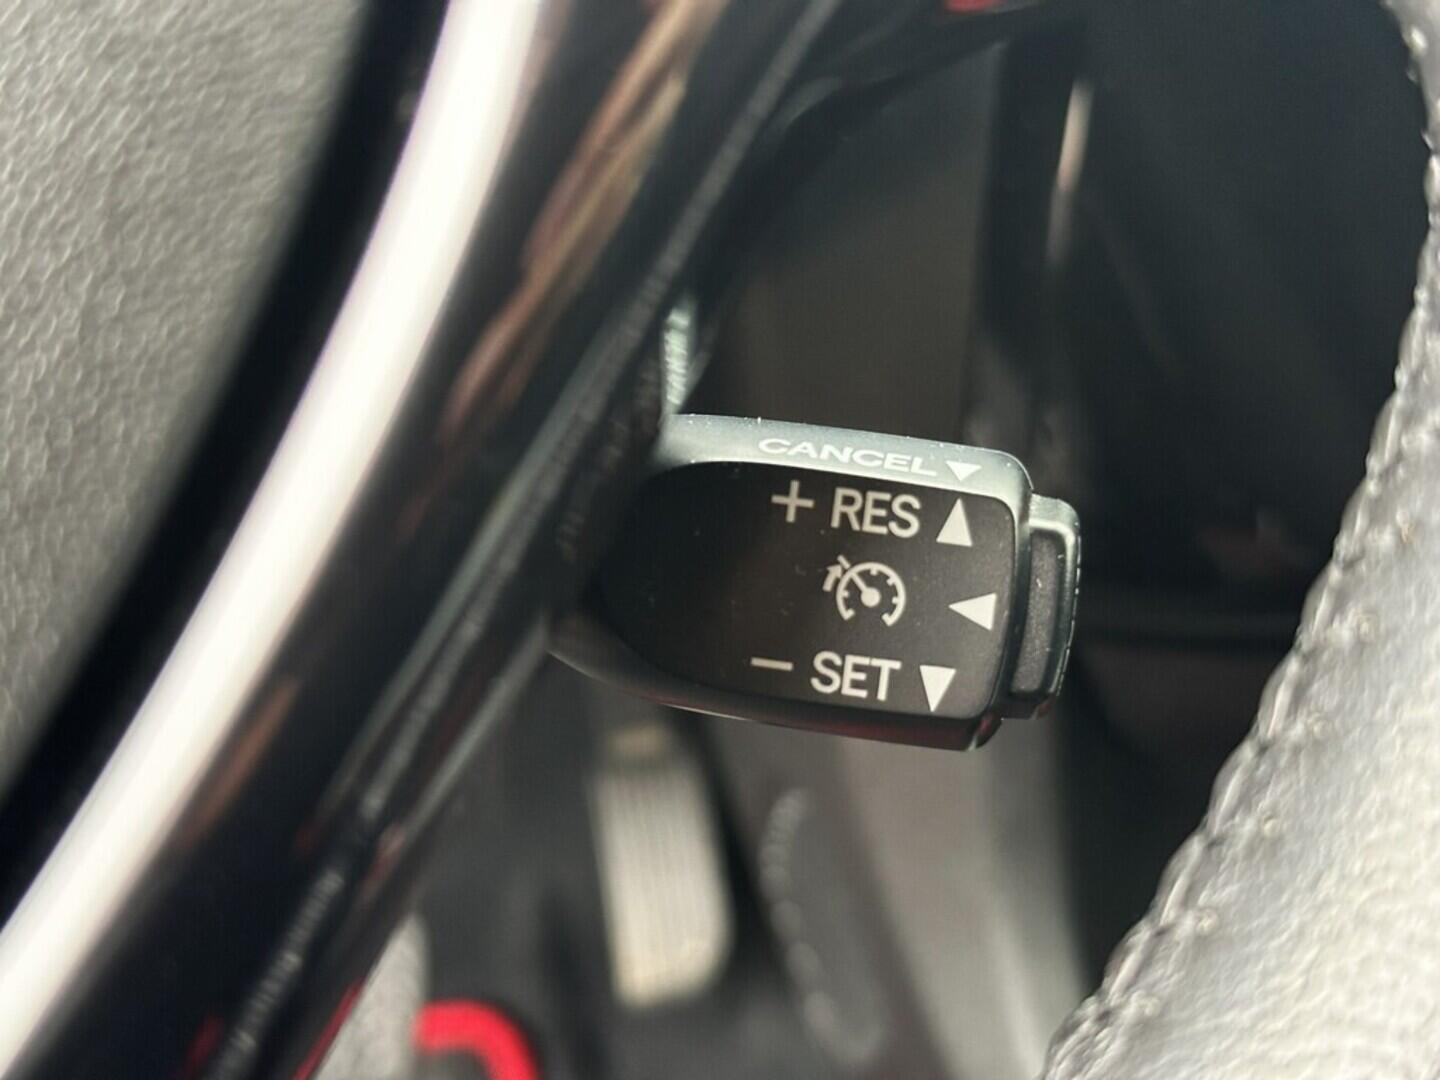 CANCEL ▼
+ RES ▲
◀
− SET ▼